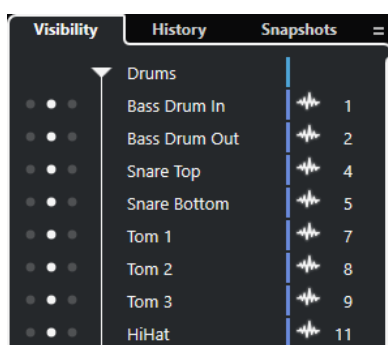 Visibility History Snapshots
Drums
Bass Drum In 1
Bass Drum Out 2
Snare Top 4
Snare Bottom 5
Tom 1 7
Tom 2 8
Tom 3 9
HiHat 11